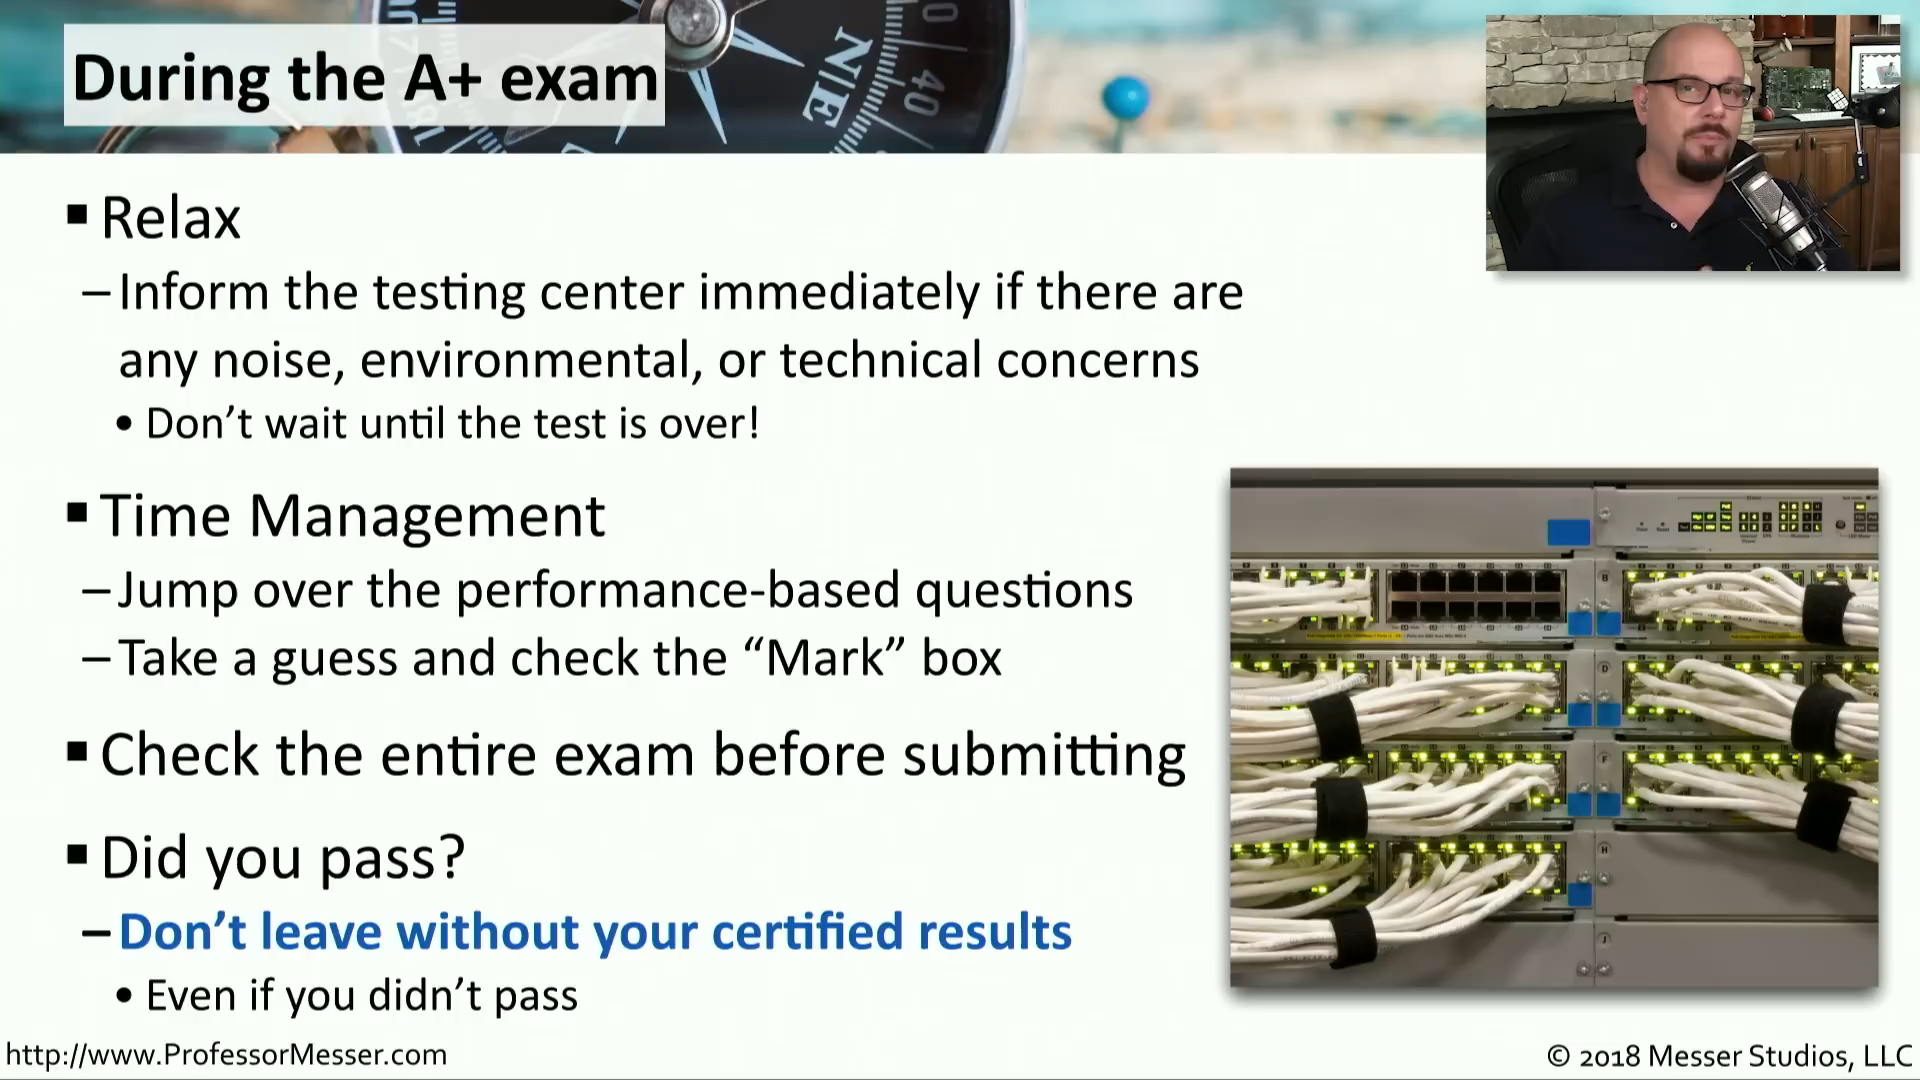 During the A+ exam
NE
40
▪ Relax
– Inform the testing center immediately if there are
any noise, environmental, or technical concerns
• Don’t wait until the test is over!
▪ Time Management
– Jump over the performance-based questions
– Take a guess and check the “Mark” box
▪ Check the entire exam before submitting
▪ Did you pass?
– Don’t leave without your certified results
• Even if you didn’t pass
B
D
F
H
J
http://www.ProfessorMesser.com
© 2018 Messer Studios, LLC